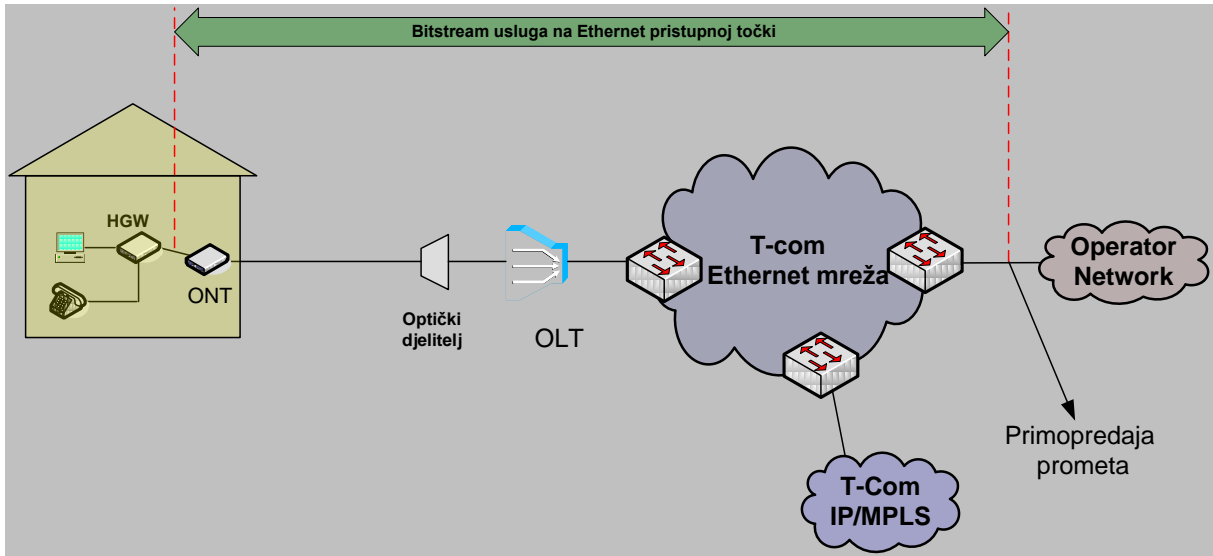 Bitstream usluga na Ethernet pristupnoj točki
HGW
ONT
Optički
djelitelj
OLT
T-com
Ethernet mreža
Operator
Network
Primopredaja
prometa
T-Com
IP/MPLS